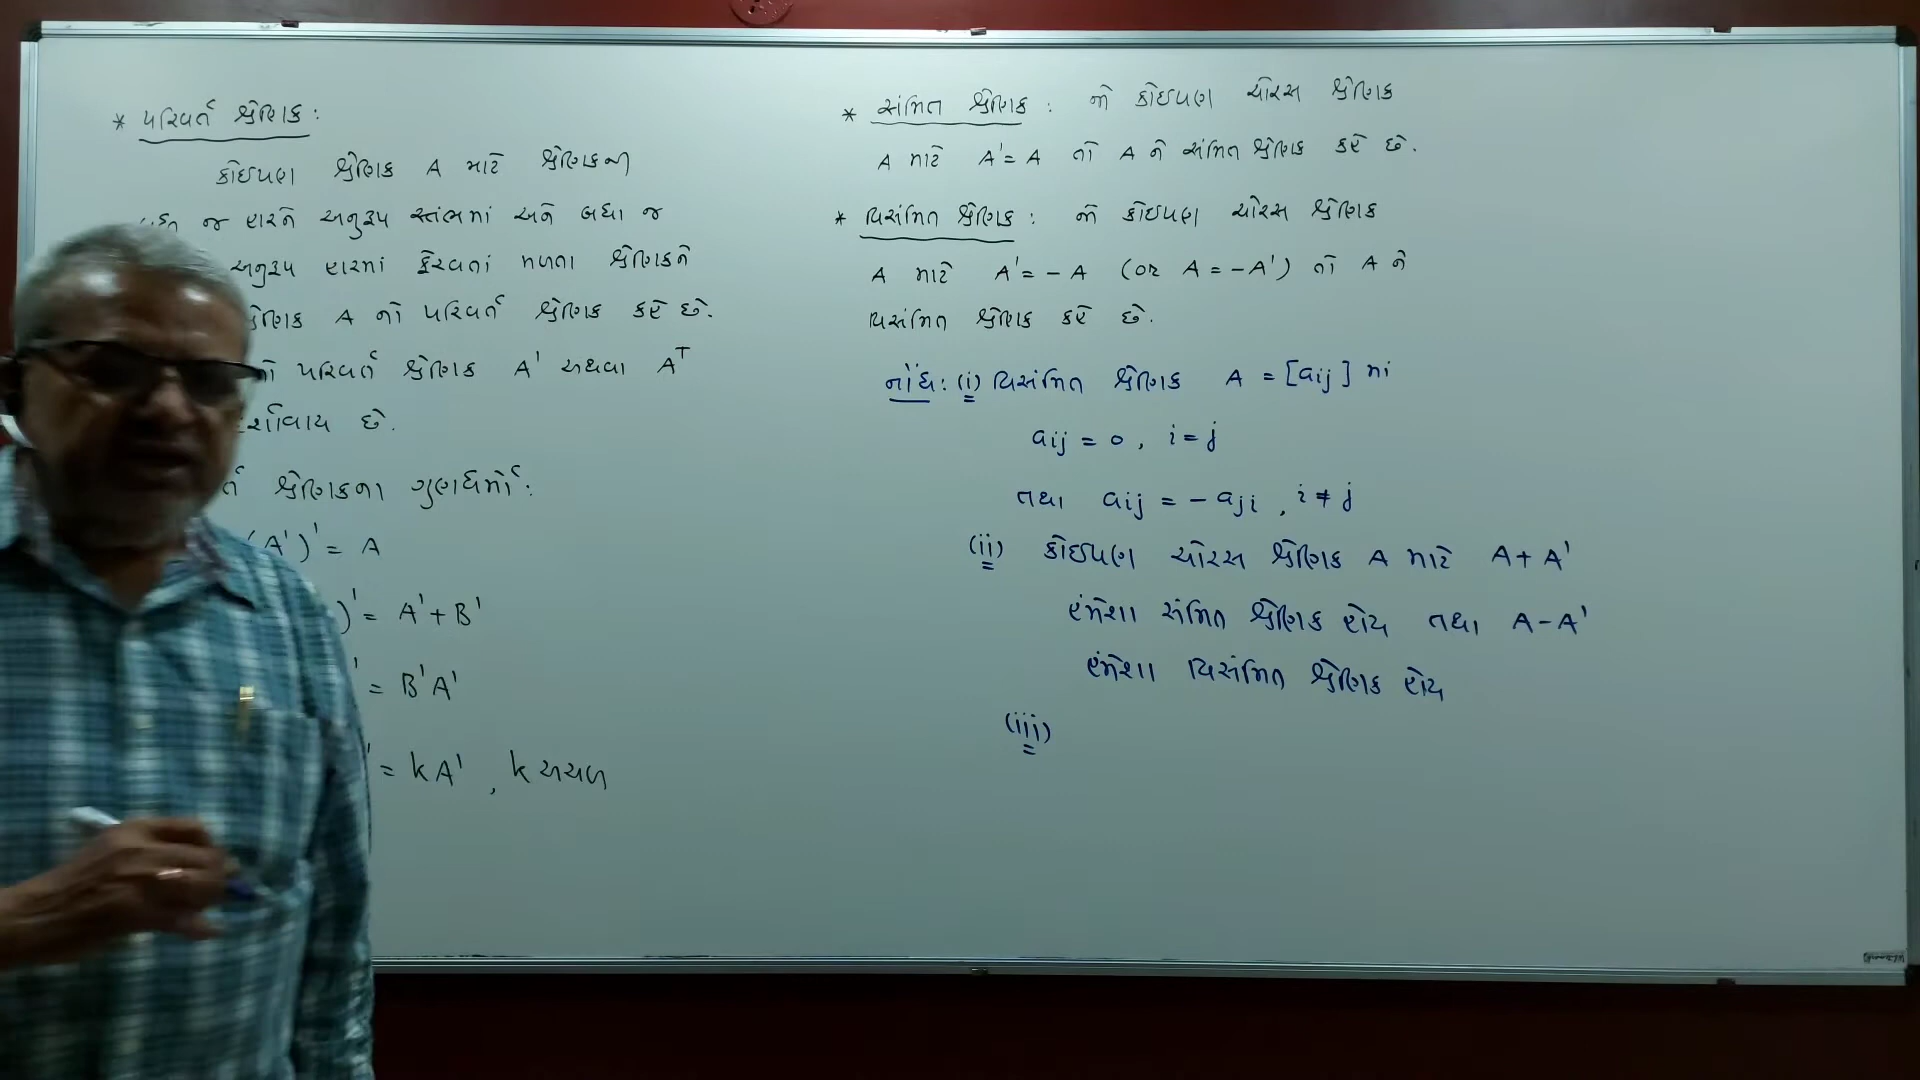 * પરિવર્ત શ્રેણિક :
કોઈપણ શ્રેણિક A માટે શ્રેણિકની
જ હારને અનુરૂપ સ્તંભમાં અને બધા જ
અનુરૂપ હારમાં ફેરવતાં મળતા શ્રેણિકને
શ્રેણિક A નો પરિવર્ત શ્રેણિક કહે છે.
નો પરિવર્ત શ્રેણિક A' અથવા Aᵀ
ર્શાવાય છે.
ર્ત શ્રેણિકના ગુણધર્મો :
(A')' = A
)' = A' + B'
' = B'A'
' = kA' , k અચળ
* સંમિત શ્રેણિક : જો કોઈપણ ચોરસ શ્રેણિક
A માટે A' = A તો A ને સંમિત શ્રેણિક કહે છે.
* વિસંમિત શ્રેણિક : જો કોઈપણ ચોરસ શ્રેણિક
A માટે A' = - A (or A = - A') તો A ને
વિસંમિત શ્રેણિક કહે છે.
નોંધ : (i) વિસંમિત શ્રેણિક A = [aij] માં
aij = 0 , i = j
તથા aij = - aji , i ≠ j
(ii) કોઈપણ ચોરસ શ્રેણિક A માટે A + A'
હંમેશા સંમિત શ્રેણિક હોય તથા A - A'
હંમેશા વિસંમિત શ્રેણિક હોય
(iii)